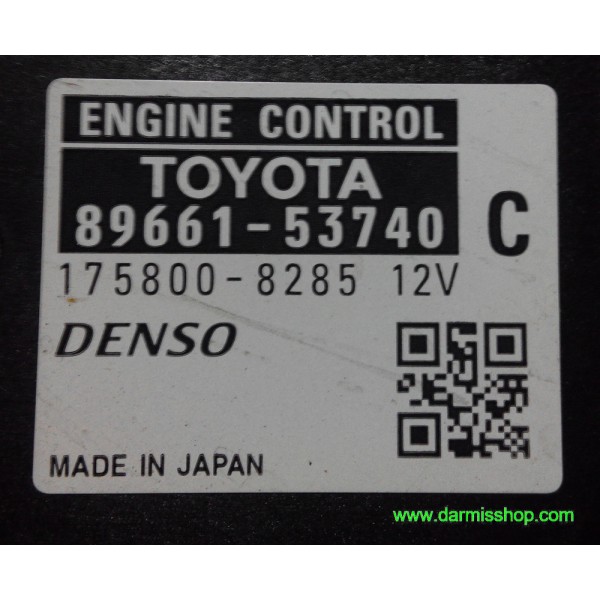 ENGINE CONTROL
TOYOTA
89661-53740 C
175800-8285 12V
DENSO
MADE IN JAPAN
www.darmisshop.com